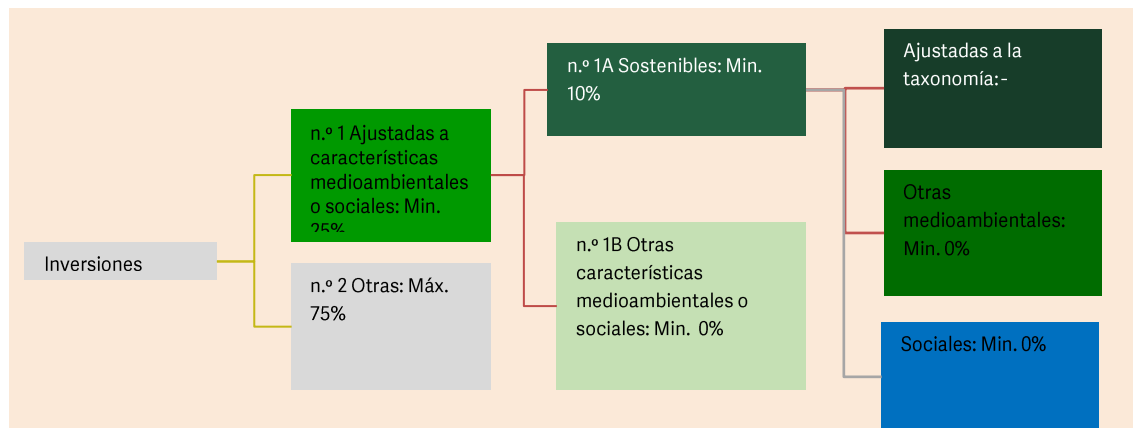 Inversiones
n.º 1 Ajustadas a
características
medioambientales
o sociales: Min.
25%
n.º 2 Otras: Máx.
75%
n.º 1A Sostenibles: Min.
10%
n.º 1B Otras
características
medioambientales o
sociales: Min. 0%
Ajustadas a la
taxonomía:-
Otras
medioambientales:
Min. 0%
Sociales: Min. 0%